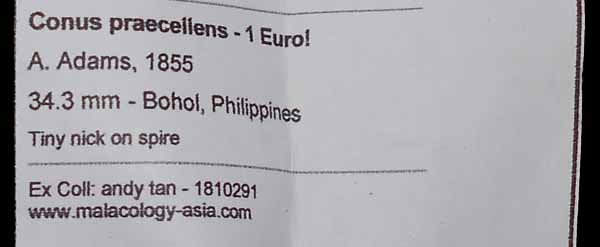 Conus praecellens - 1 Euro!
A. Adams, 1855
34.3 mm - Bohol, Philippines
Tiny nick on spire
Ex Coll: andy tan - 1810291
www.malacology-asia.com